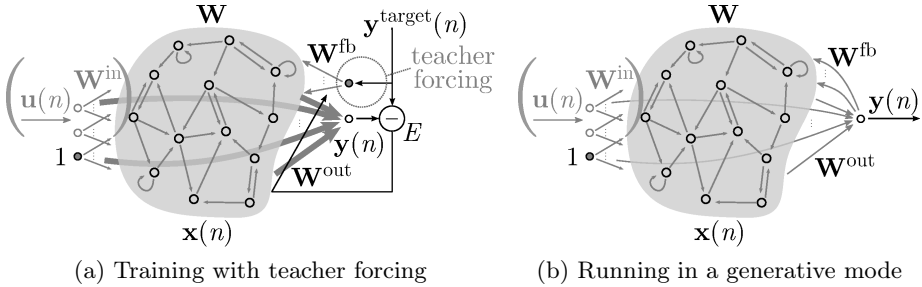 W
y^target(n)
W^fb
teacher
forcing
W^in
u(n)
1
−
E
y(n)
W^out
x(n)
(a) Training with teacher forcing
W
W^fb
W^in
u(n)
y(n)
1
W^out
x(n)
(b) Running in a generative mode